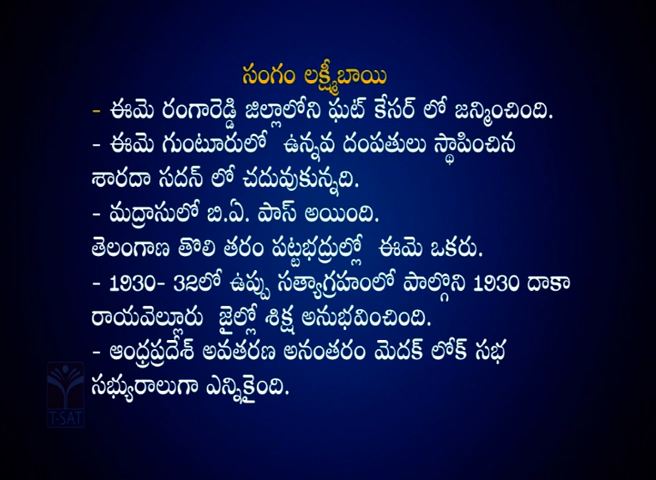 సంగం లక్ష్మీబాయి
- ఈమె రంగారెడ్డి జిల్లాలోని ఘట్ కేసర్ లో జన్మించింది.
- ఈమె గుంటూరులో ఉన్నవ దంపతులు స్థాపించిన
శారదా సదన్ లో చదువుకున్నది.
- మద్రాసులో బి.ఏ. పాస్ అయింది.
తెలంగాణ తొలి తరం పట్టభద్రుల్లో ఈమె ఒకరు.
- 1930- 32లో ఉప్పు సత్యాగ్రహంలో పాల్గొని 1930 దాకా
రాయవెల్లూరు జైల్లో శిక్ష అనుభవించింది.
- ఆంధ్రప్రదేశ్ అవతరణ అనంతరం మెదక్ లోక్ సభ
సభ్యురాలుగా ఎన్నికైంది.
T-SAT